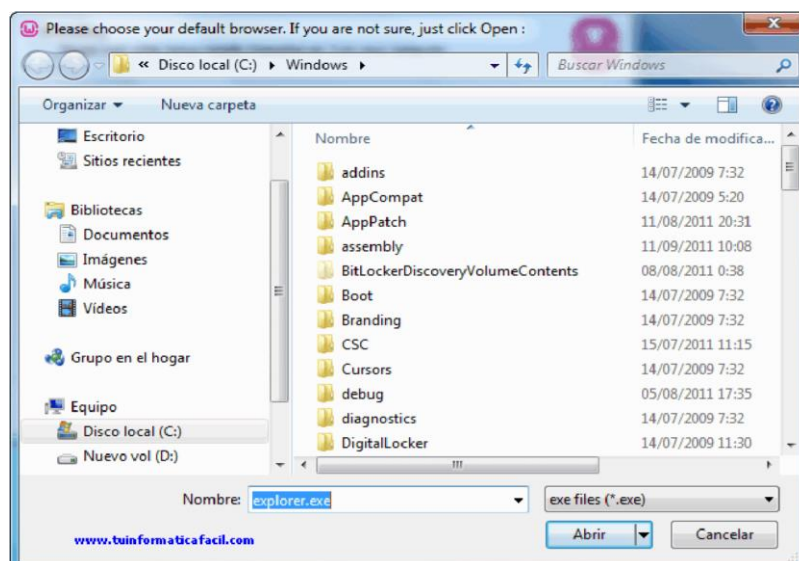 Please choose your default browser. If you are not sure, just click Open :
« Disco local (C:) ▸ Windows ▸
Buscar Windows
Organizar
Nueva carpeta
Escritorio
Sitios recientes
Bibliotecas
Documentos
Imágenes
Música
Vídeos
Grupo en el hogar
Equipo
Disco local (C:)
Nuevo vol (D:)
Nombre Fecha de modifica...
addins 14/07/2009 7:32
AppCompat 14/07/2009 5:20
AppPatch 11/08/2011 20:31
assembly 11/09/2011 10:08
BitLockerDiscoveryVolumeContents 08/08/2011 0:38
Boot 14/07/2009 7:32
Branding 14/07/2009 7:32
CSC 15/07/2011 11:15
Cursors 14/07/2009 7:32
debug 05/08/2011 17:35
diagnostics 14/07/2009 7:32
DigitalLocker 14/07/2009 11:30
Nombre: explorer.exe
exe files (*.exe)
www.tuinformaticafacil.com
Abrir
Cancelar